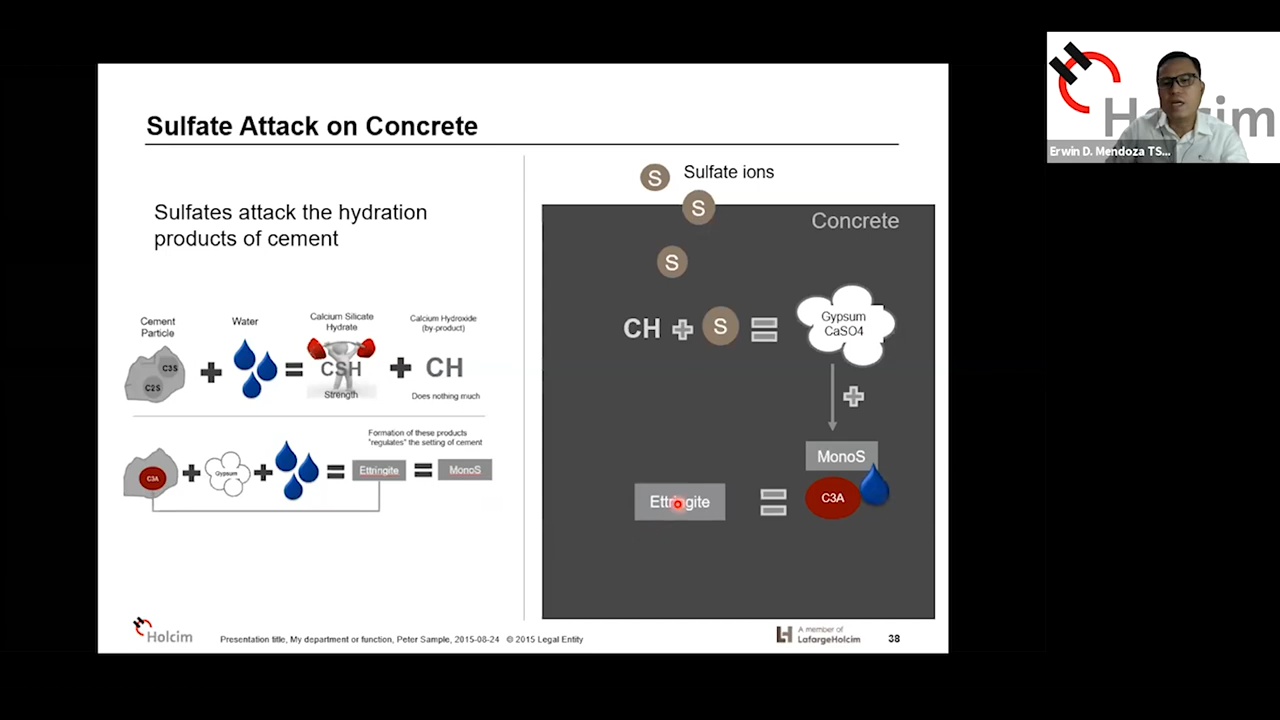 Sulfate Attack on Concrete
Sulfates attack the hydration
products of cement
Cement
Particle
Water
Calcium Silicate
Hydrate
Calcium Hydroxide
(by-product)
C3S
C2S
CSH
CH
Strength
Does nothing much
Formation of these products
"regulates" the setting of cement
C3A
Gypsum
Ettringite
MonoS
S
Sulfate ions
S
Concrete
S
CH
S
Gypsum
CaSO4
MonoS
C3A
Ettringite
Holcim
Presentation title, My department or function, Peter Sample, 2015-08-24 © 2015 Legal Entity
A member of
LafargeHolcim
38
Holcim
Erwin D. Mendoza TS...